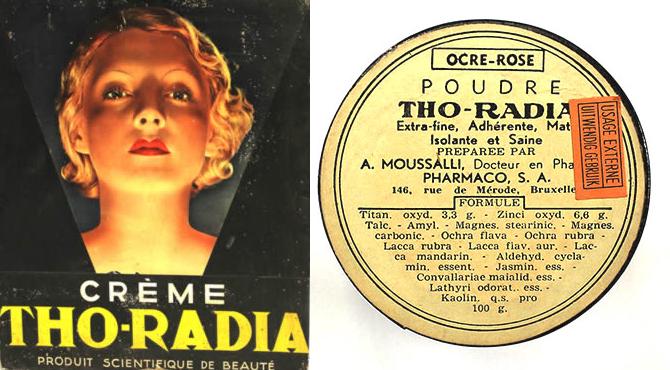 CRÈME
THO-RADIA
PRODUIT SCIENTIFIQUE DE BEAUTÉ
OCRE-ROSE
POUDRE
THO-RADIA
Extra-fine, Adhérente, Mat
Isolante et Saine
PREPAREE PAR
A. MOUSSALLI, Docteur en Pha
PHARMACO, S. A.
146, rue de Mérode, Bruxelle
FORMULE
Titan. oxyd. 3,3 g. - Zinci oxyd. 6,6 g.
Talc. - Amyl. - Magnes. stearinic. - Magnes.
carbonic. - Ochra flava - Ochra rubra -
Lacca rubra - Lacca flav. aur. - Lac-
ca mandarin. - Aldehyd. cycla-
min. essent. - Jasmin. ess. -
Convallariae maialid. ess. -
Lathyri odorat. ess. -
Kaolin. q.s. pro
100 g.
USAGE EXTERNE
UITWENDIG GEBRUIK